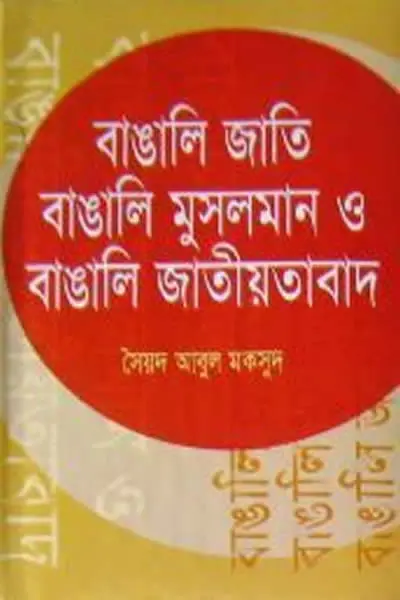 বাঙালি জাতি
বাঙালি মুসলমান ও
বাঙালি জাতীয়তাবাদ
সৈয়দ আবুল মকসুদ
বাঙালি
বাঙালি
বাঙালি জ